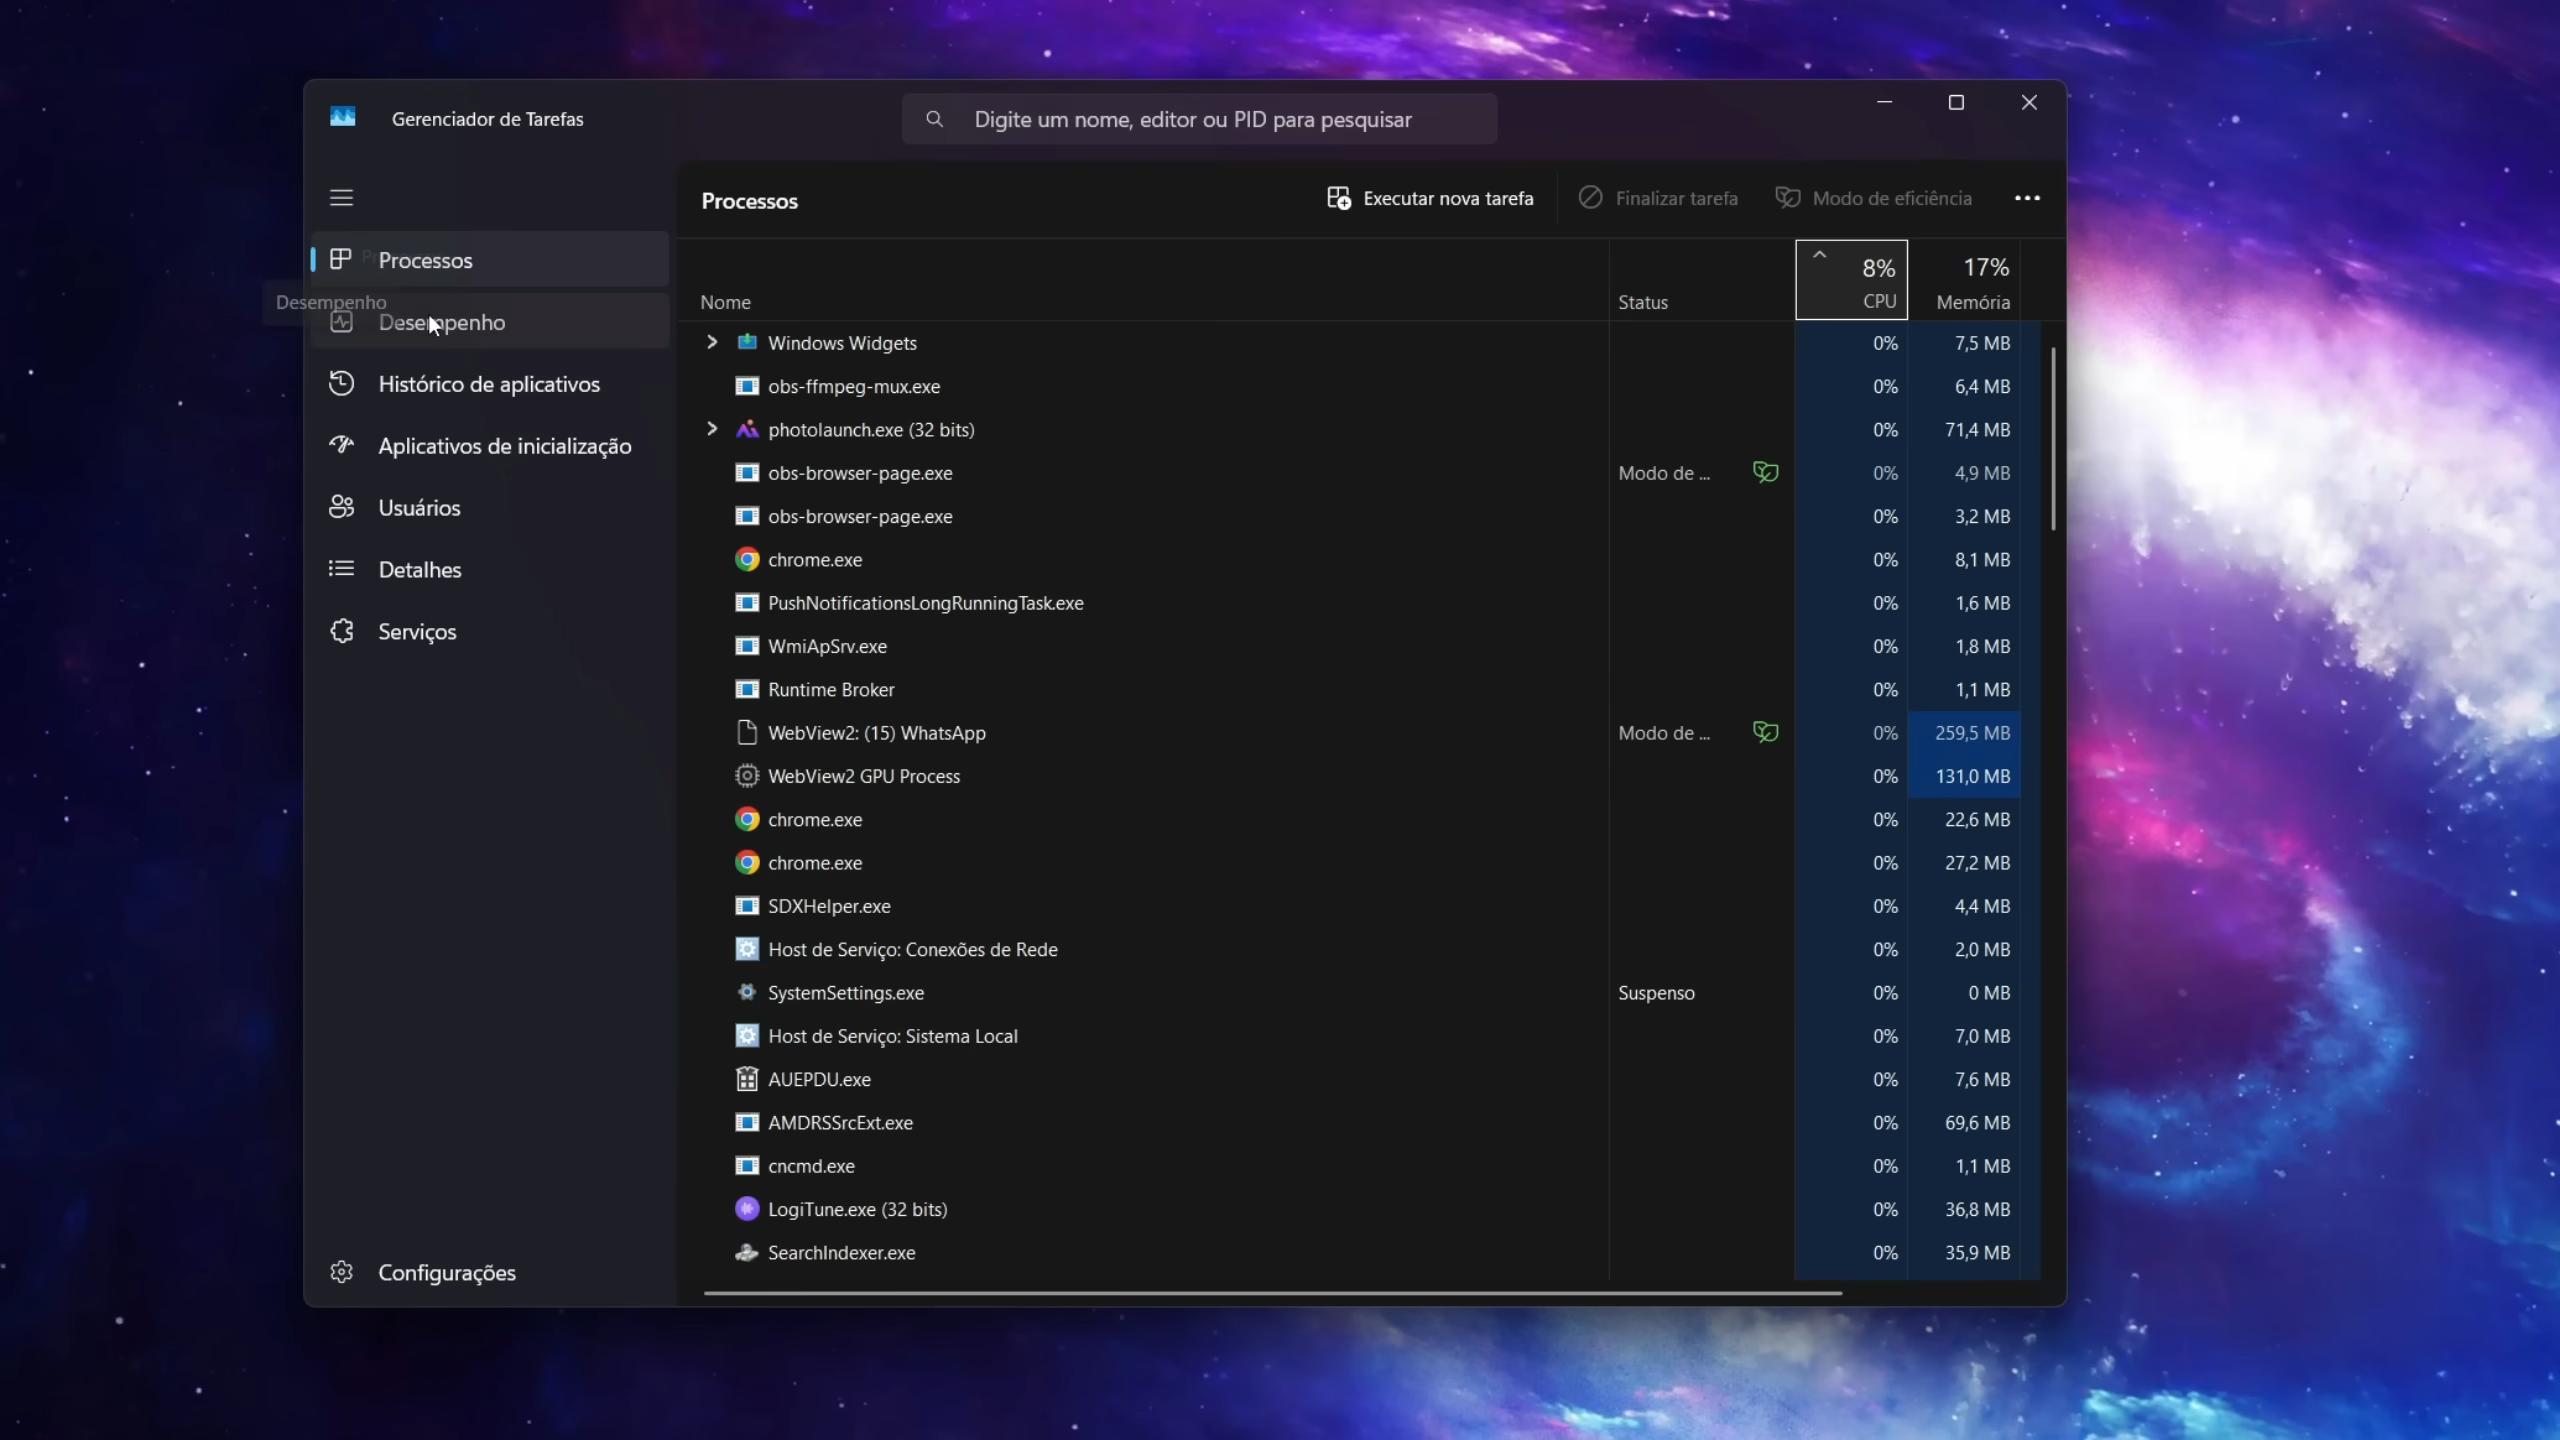 Gerenciador de Tarefas
Digite um nome, editor ou PID para pesquisar
Processos
Desempenho
Desempenho
Histórico de aplicativos
Aplicativos de inicialização
Usuários
Detalhes
Serviços
Configurações
Processos
Executar nova tarefa
Finalizar tarefa
Modo de eficiência
Nome Status 8% CPU 17% Memória
Windows Widgets 0% 7,5 MB
obs-ffmpeg-mux.exe 0% 6,4 MB
photolaunch.exe (32 bits) 0% 71,4 MB
obs-browser-page.exe Modo de ... 0% 4,9 MB
obs-browser-page.exe 0% 3,2 MB
chrome.exe 0% 8,1 MB
PushNotificationsLongRunningTask.exe 0% 1,6 MB
WmiApSrv.exe 0% 1,8 MB
Runtime Broker 0% 1,1 MB
WebView2: (15) WhatsApp Modo de ... 0% 259,5 MB
WebView2 GPU Process 0% 131,0 MB
chrome.exe 0% 22,6 MB
chrome.exe 0% 27,2 MB
SDXHelper.exe 0% 4,4 MB
Host de Serviço: Conexões de Rede 0% 2,0 MB
SystemSettings.exe Suspenso 0% 0 MB
Host de Serviço: Sistema Local 0% 7,0 MB
AUEPDU.exe 0% 7,6 MB
AMDRSSrcExt.exe 0% 69,6 MB
cncmd.exe 0% 1,1 MB
LogiTune.exe (32 bits) 0% 36,8 MB
SearchIndexer.exe 0% 35,9 MB